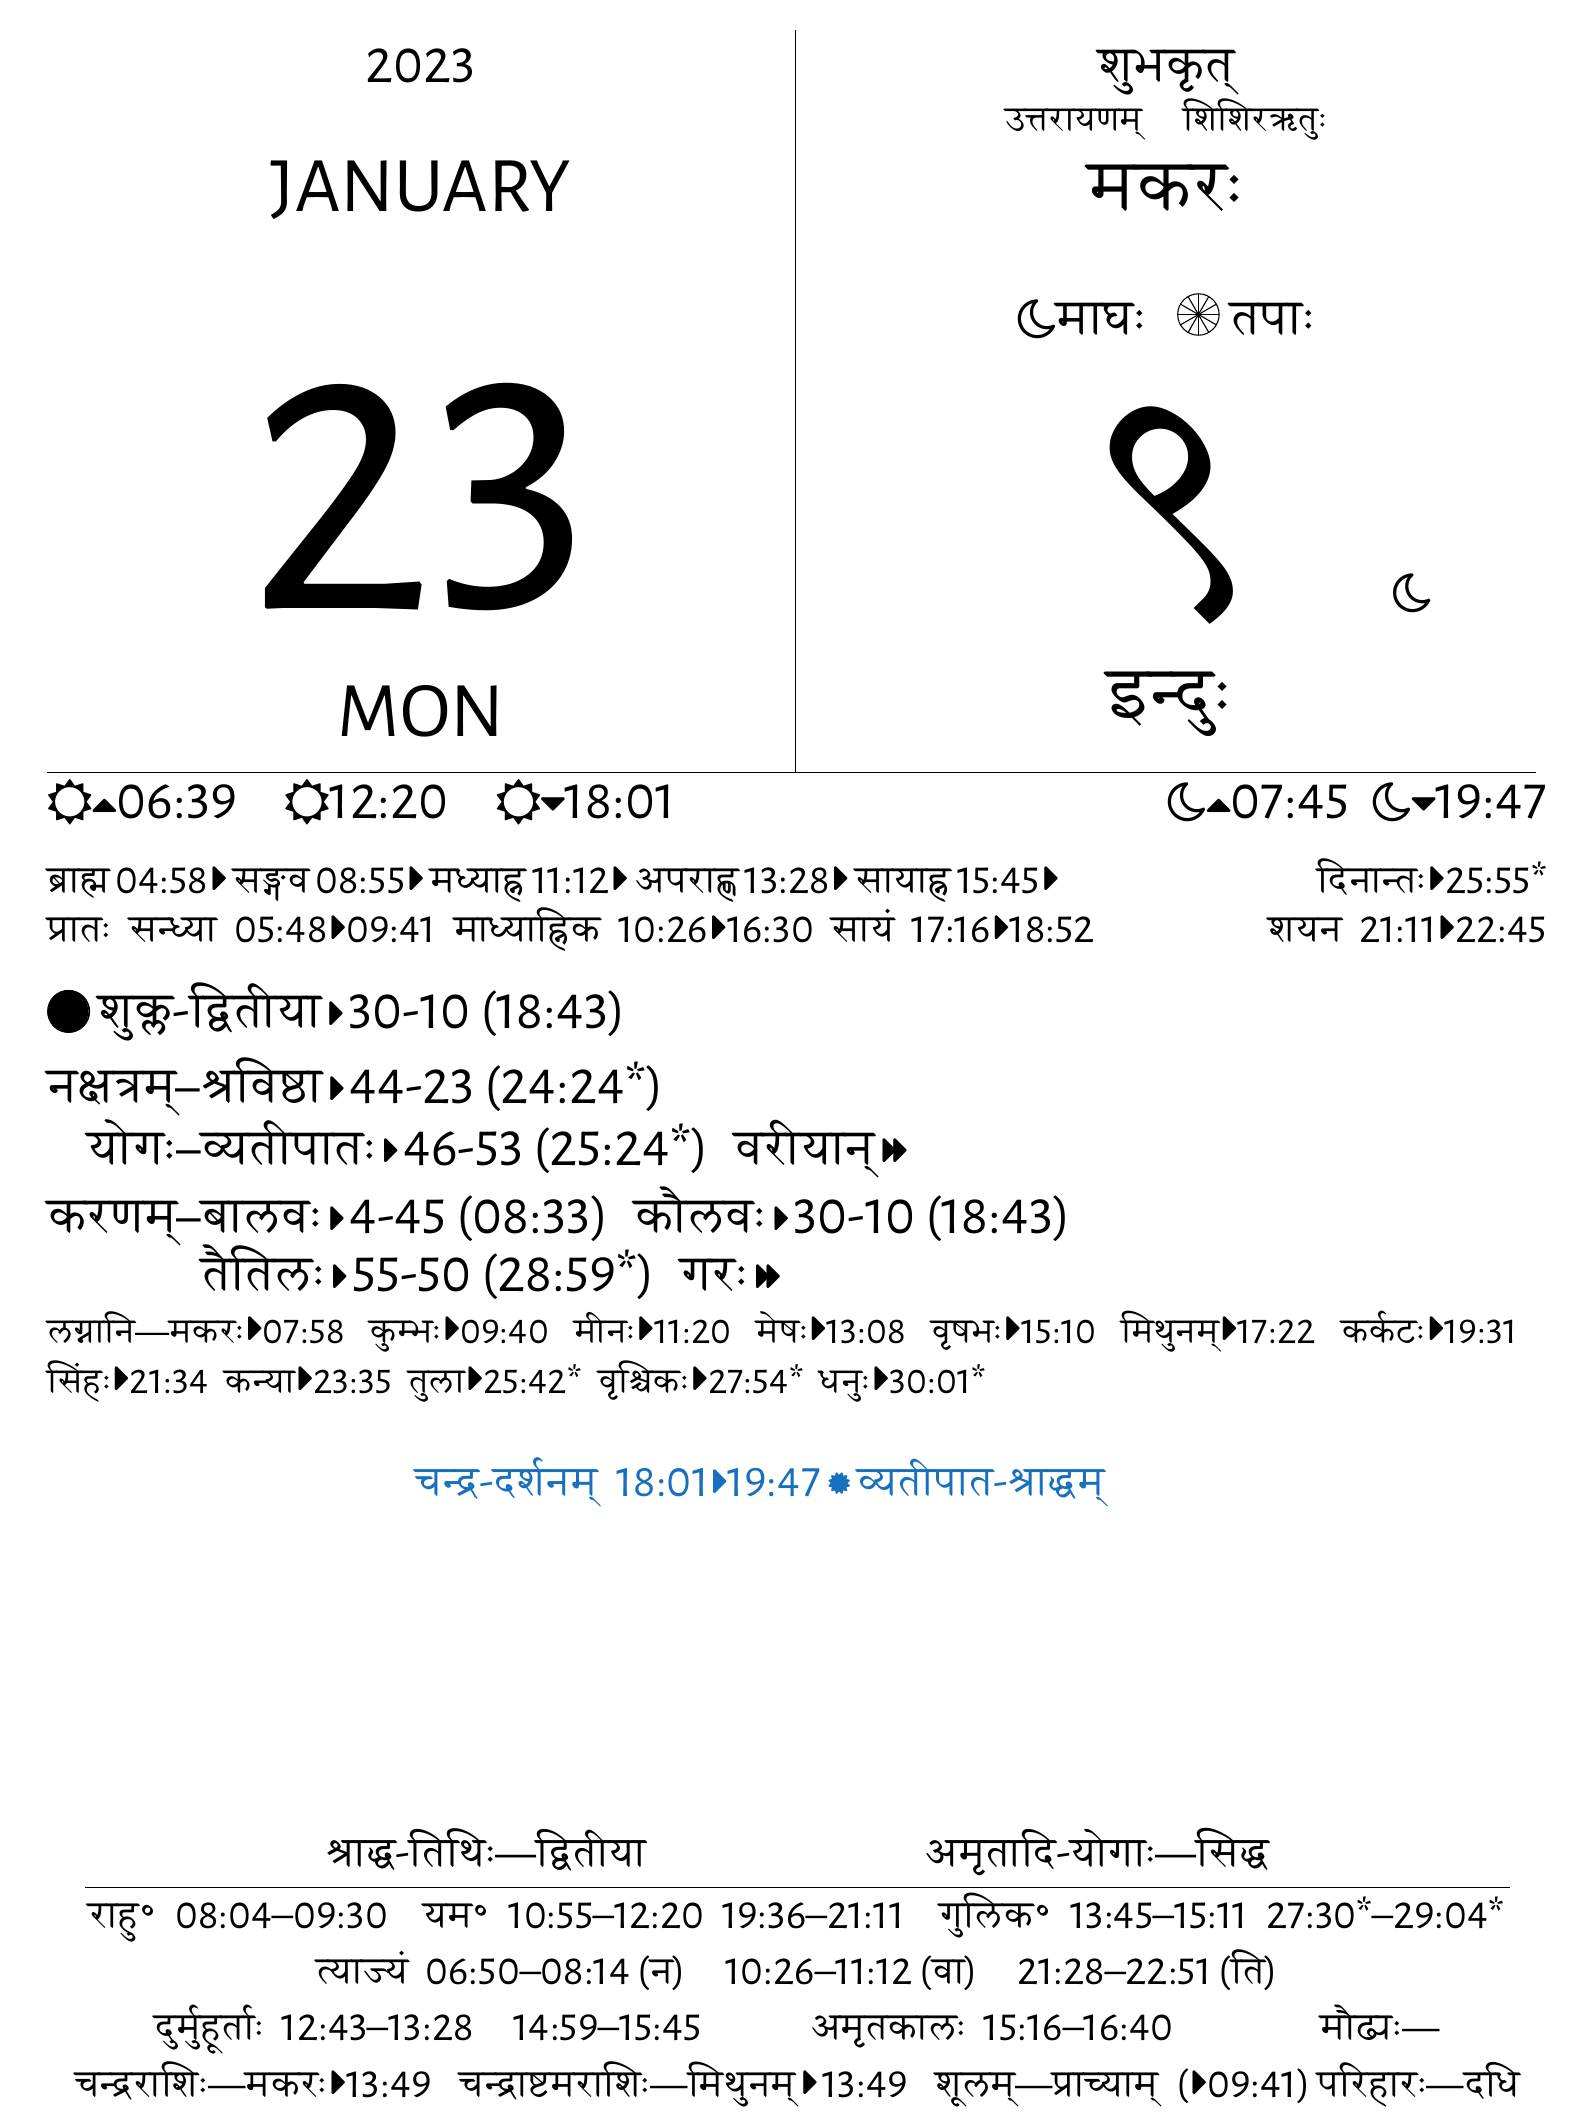 2023
JANUARY
23
MON
शुभकृत्
उत्तरायणम् शिशिरऋतुः
मकरः
माघः तपाः
९
इन्दुः
06:39 12:20 18:01 07:45 19:47
ब्राह्म 04:58 सङ्गव 08:55 मध्याह्न 11:12 अपराह्ण 13:28 सायाह्न 15:45 दिनान्तः 25:55*
प्रातः सन्ध्या 05:48 09:41 माध्याह्निक 10:26 16:30 सायं 17:16 18:52 शयन 21:11 22:45
शुक्ल-द्वितीया 30-10 (18:43)
नक्षत्रम्–श्रविष्ठा 44-23 (24:24*)
योगः–व्यतीपातः 46-53 (25:24*) वरीयान्
करणम्–बालवः 4-45 (08:33) कौलवः 30-10 (18:43)
तैतिलः 55-50 (28:59*) गरः
लग्नानि—मकरः 07:58 कुम्भः 09:40 मीनः 11:20 मेषः 13:08 वृषभः 15:10 मिथुनम् 17:22 कर्कटः 19:31
सिंहः 21:34 कन्या 23:35 तुला 25:42* वृश्चिकः 27:54* धनुः 30:01*
चन्द्र-दर्शनम् 18:01 19:47 व्यतीपात-श्राद्धम्
श्राद्ध-तिथिः—द्वितीया अमृतादि-योगाः—सिद्ध
राहु॰ 08:04–09:30 यम॰ 10:55–12:20 19:36–21:11 गुलिक॰ 13:45–15:11 27:30*–29:04*
त्याज्यं 06:50–08:14 (न) 10:26–11:12 (वा) 21:28–22:51 (ति)
दुर्मुहूर्ताः 12:43–13:28 14:59–15:45 अमृतकालः 15:16–16:40 मौढ्यः—
चन्द्रराशिः—मकरः 13:49 चन्द्राष्टमराशिः—मिथुनम् 13:49 शूलम्—प्राच्याम् ( 09:41) परिहारः—दधि